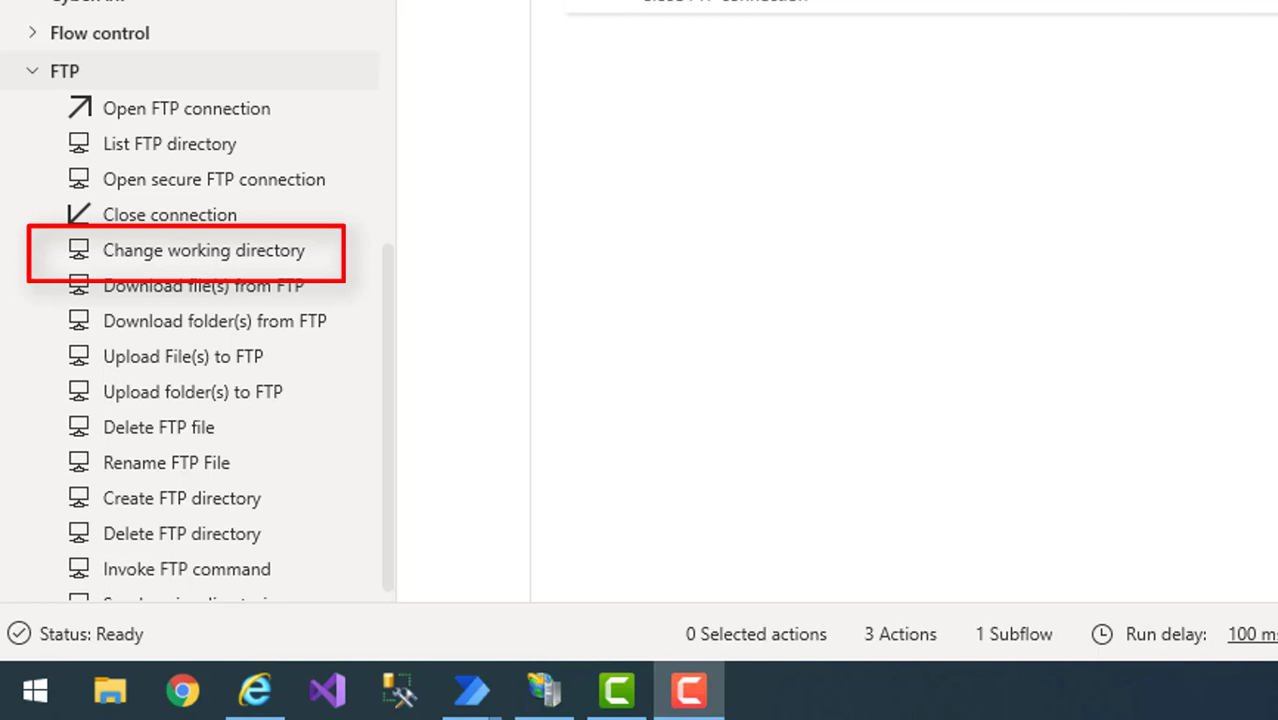 Flow control
FTP
Open FTP connection
List FTP directory
Open secure FTP connection
Close connection
Change working directory
Download file(s) from FTP
Download folder(s) from FTP
Upload File(s) to FTP
Upload folder(s) to FTP
Delete FTP file
Rename FTP File
Create FTP directory
Delete FTP directory
Invoke FTP command
Status: Ready
0 Selected actions
3 Actions
1 Subflow
Run delay:
100 ms